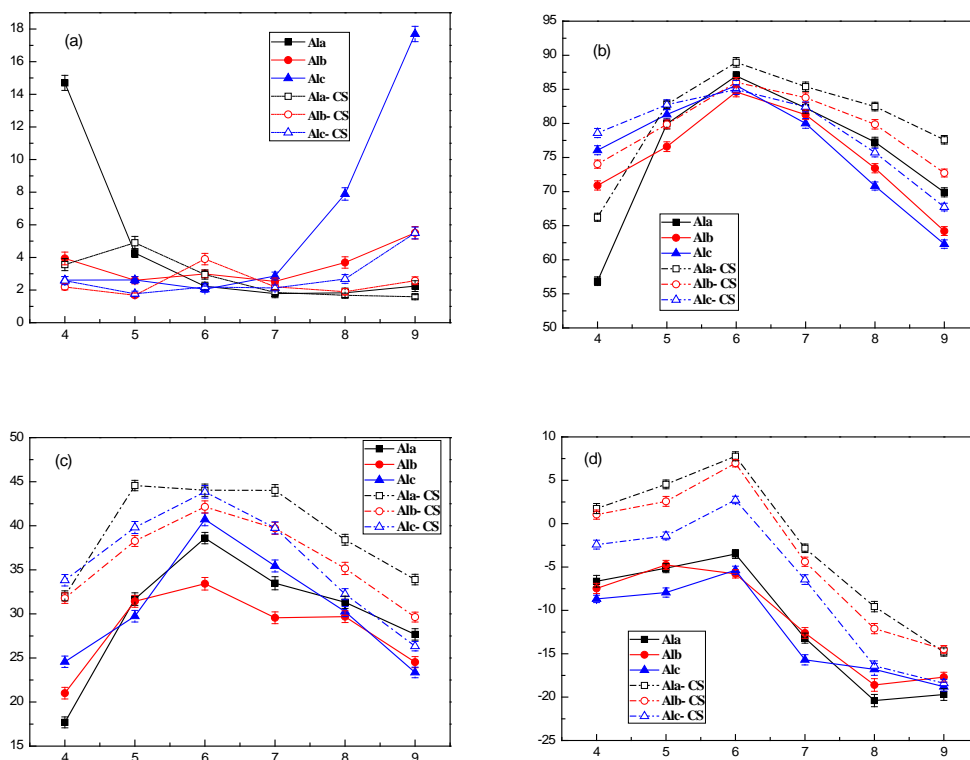 (a)
18
16
14
12
10
8
6
4
2
0
4 5 6 7 8 9
Ala
Alb
Alc
Ala- CS
Alb- CS
Alc- CS
(b)
95
90
85
80
75
70
65
60
55
50
4 5 6 7 8 9
Ala
Alb
Alc
Ala- CS
Alb- CS
Alc- CS
(c)
50
45
40
35
30
25
20
15
4 5 6 7 8 9
Ala
Alb
Alc
Ala- CS
Alb- CS
Alc- CS
(d)
10
5
0
-5
-10
-15
-20
-25
4 5 6 7 8 9
Ala
Alb
Alc
Ala- CS
Alb- CS
Alc- CS